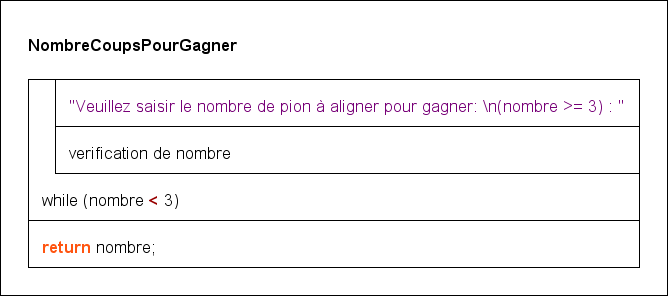 NombreCoupsPourGagner
"Veuillez saisir le nombre de pion à aligner pour gagner: \n(nombre >= 3) : "
verification de nombre
while (nombre < 3)
return nombre;